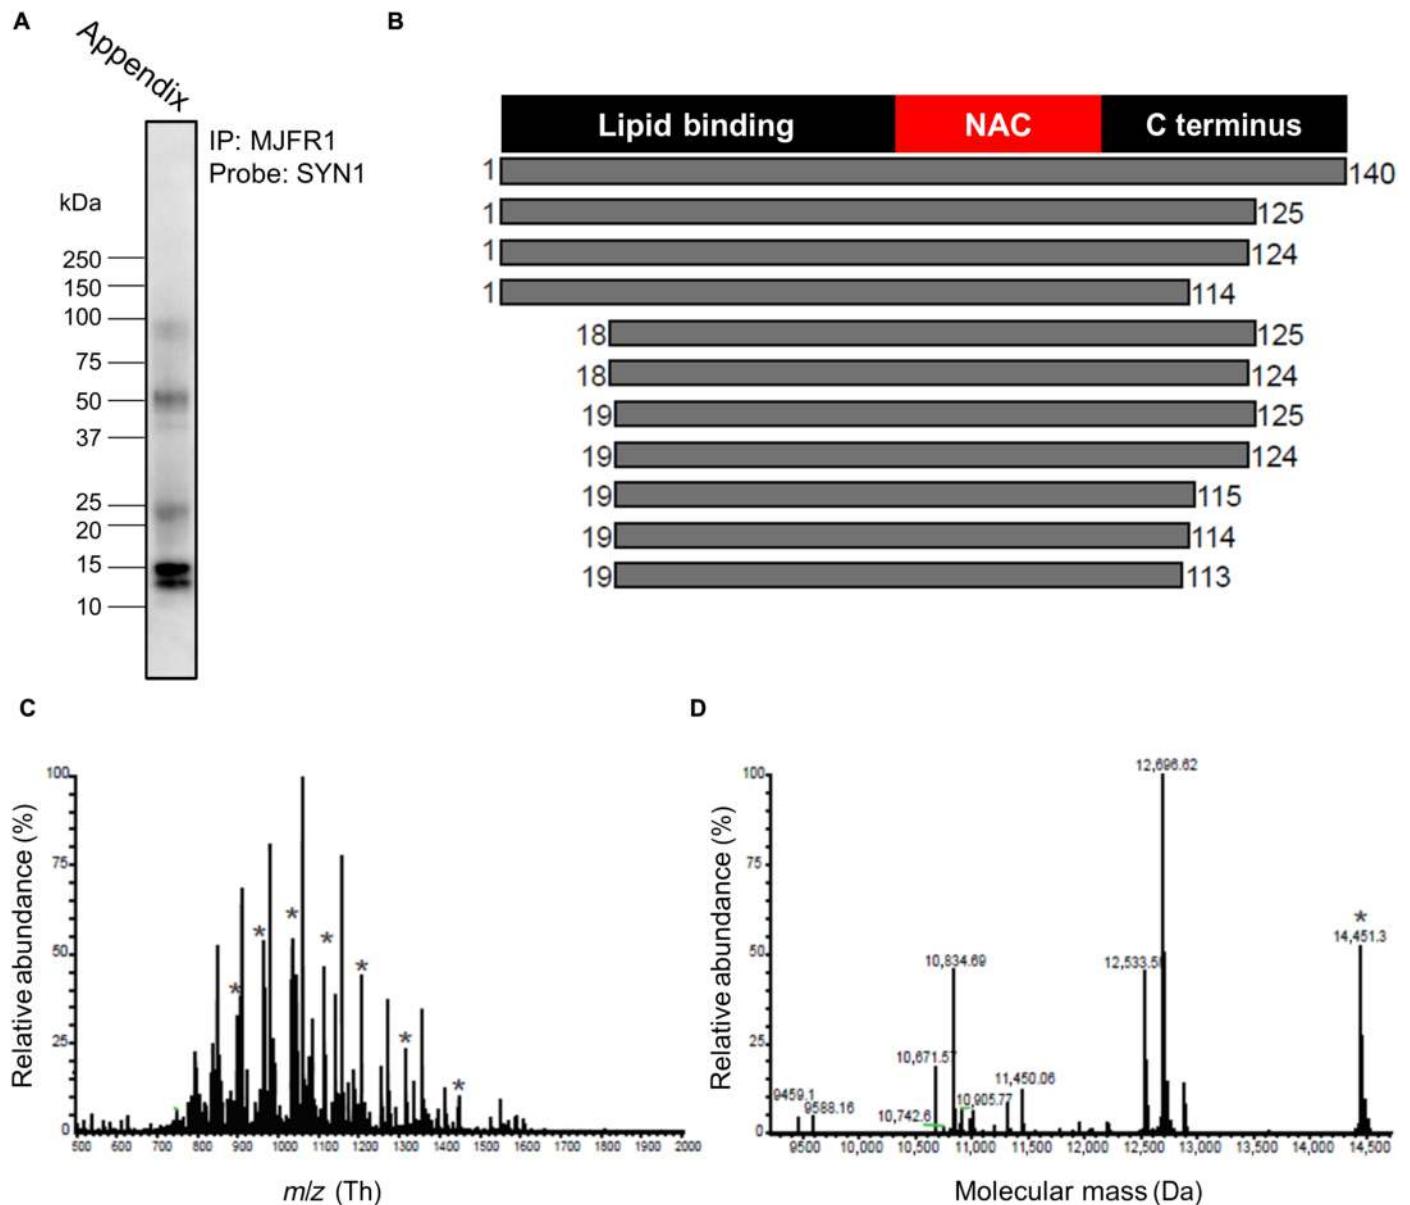 A
Appendix
IP: MJFR1
Probe: SYN1
kDa
250
150
100
75
50
37
25
20
15
10
B
Lipid binding NAC C terminus
1 140
1 125
1 124
1 114
18 125
18 124
19 125
19 124
19 115
19 114
19 113
C
Relative abundance (%)
100
75
50
25
0
* * * * * * *
500 600 700 800 900 1000 1100 1200 1300 1400 1500 1600 1700 1800 1900 2000
m/z (Th)
D
Relative abundance (%)
100
75
50
25
0
12,696.62
*
14,451.3
10,834.69
12,533.5
10,671.57
11,450.06
9459.1
9588.16
10,905.77
10,742.6
9500 10,000 10,500 11,000 11,500 12,000 12,500 13,000 13,500 14,000 14,500
Molecular mass (Da)